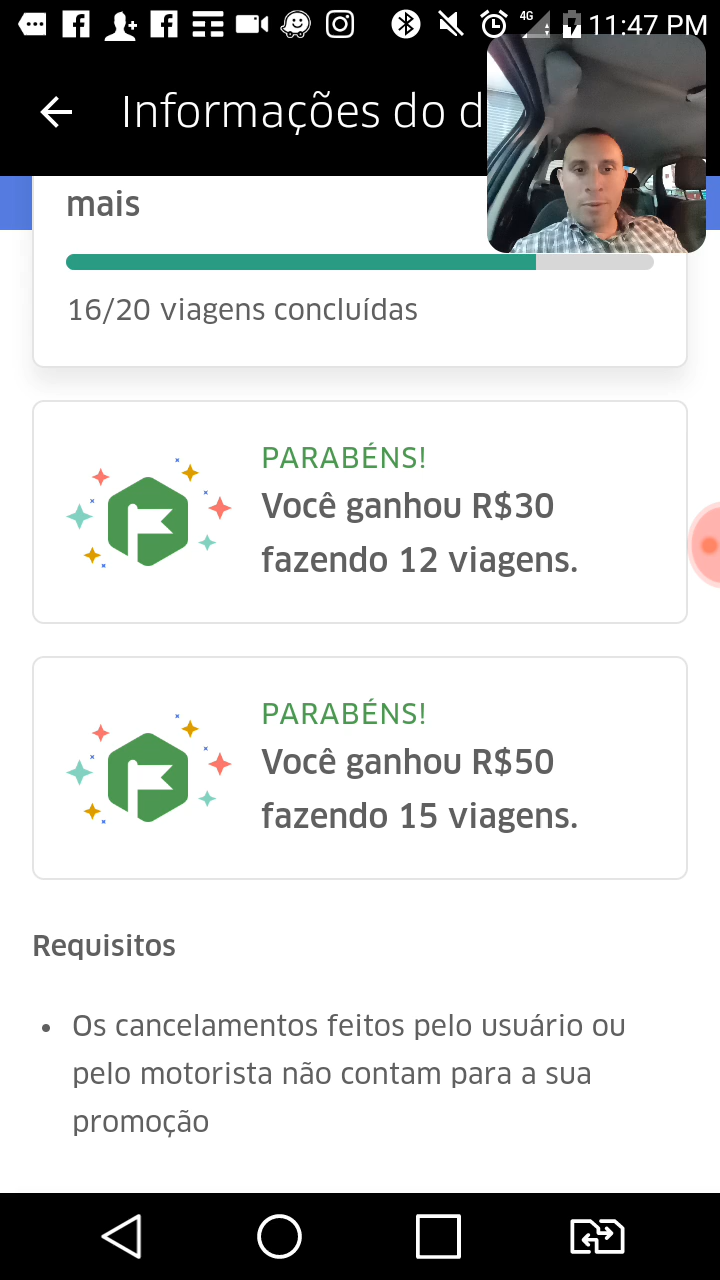 4G 11:47 PM
Informações do d
mais
16/20 viagens concluídas
PARABÉNS!
Você ganhou R$30
fazendo 12 viagens.
PARABÉNS!
Você ganhou R$50
fazendo 15 viagens.
Requisitos
• Os cancelamentos feitos pelo usuário ou
pelo motorista não contam para a sua
promoção